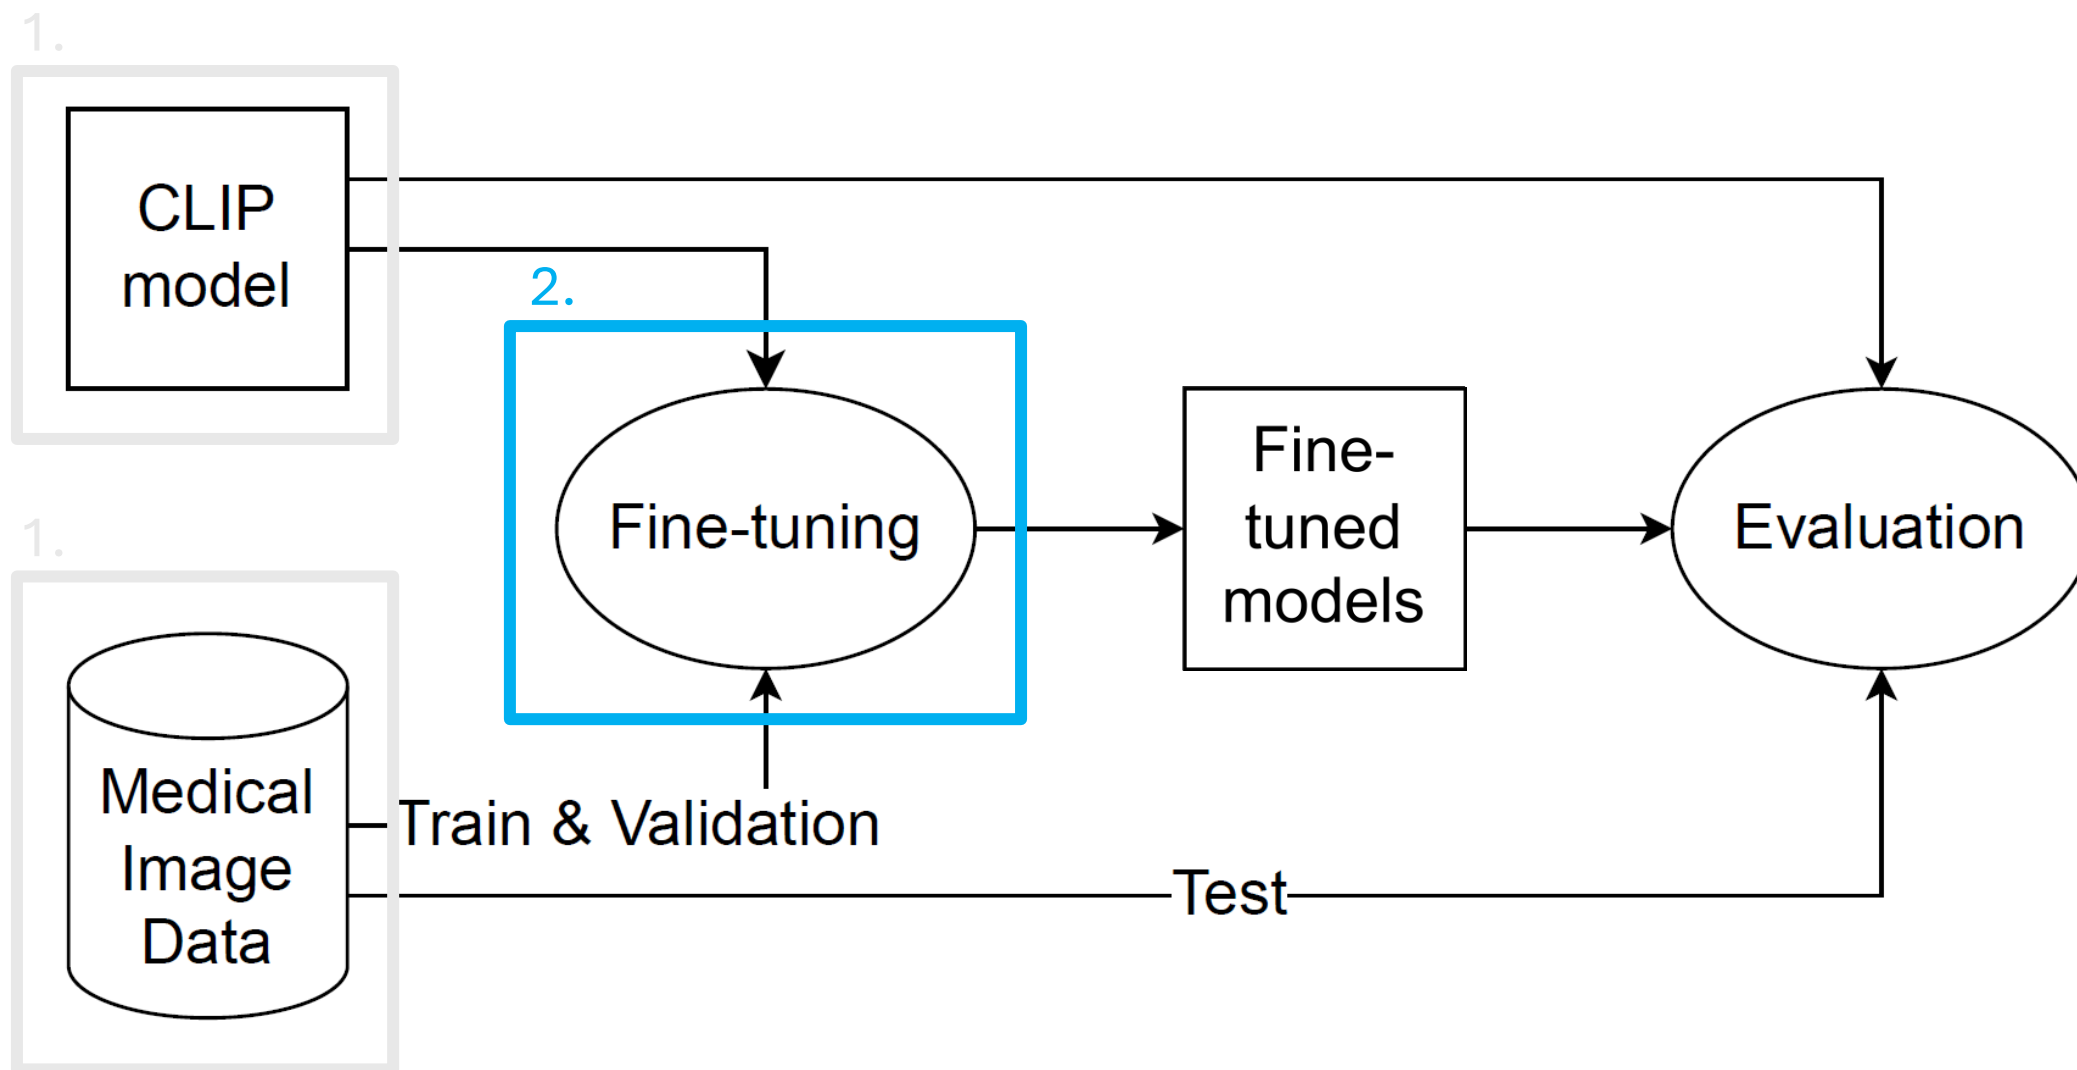 1.
CLIP
model
2.
Fine-tuning
Fine-
tuned
models
Evaluation
1.
Medical
Image
Data
Train & Validation
Test